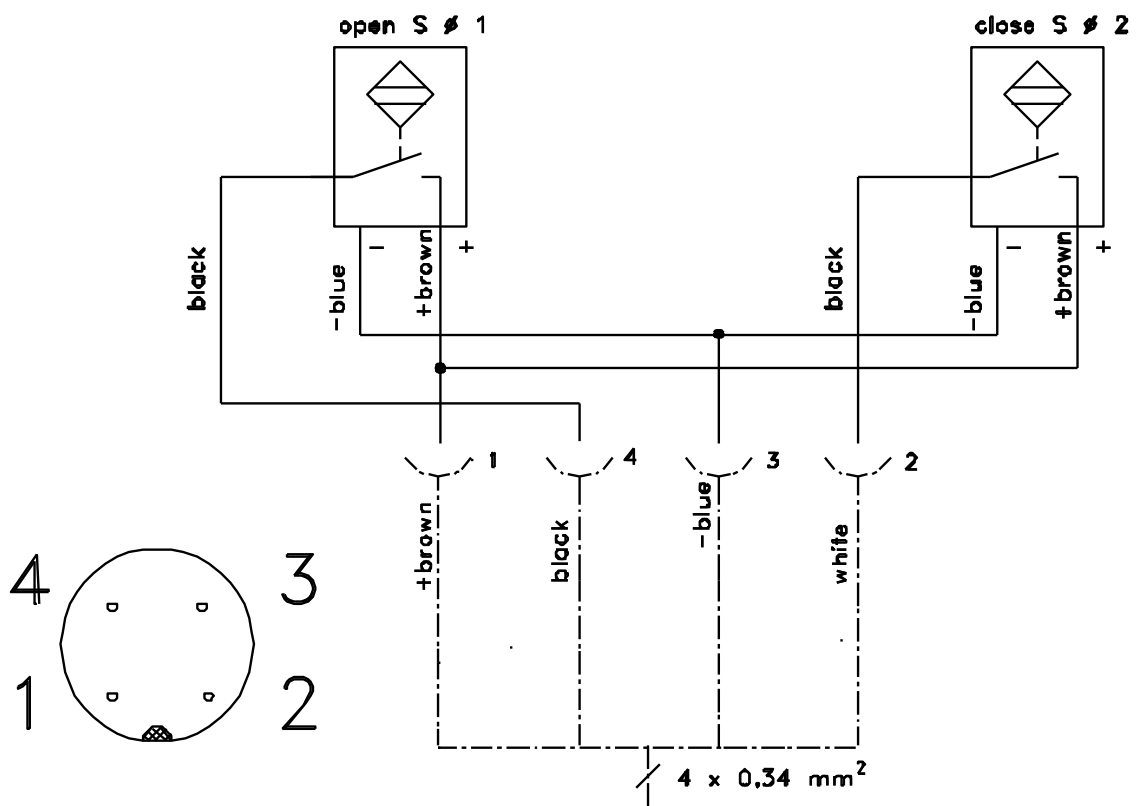 open S ø 1
close S ø 2
- +
- +
black
-blue
+brown
black
-blue
+brown
1
4
3
2
+brown
black
-blue
white
4
3
1
2
4 x 0,34 mm²